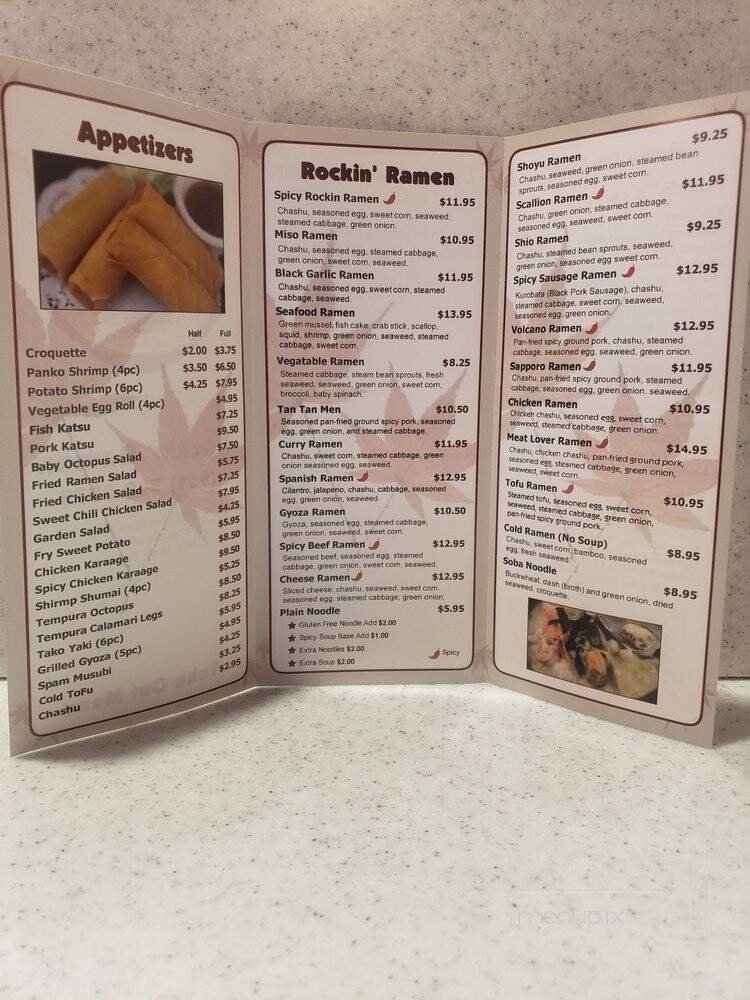 Appetizers
Half Full
Croquette $2.00 $3.75
Panko Shrimp (4pc) $3.50 $6.50
Potato Shrimp (6pc) $4.25 $7.95
Vegetable Egg Roll (4pc) $4.95
Fish Katsu $7.25
Pork Katsu $9.50
Baby Octopus Salad $7.50
Fried Ramen Salad $5.75
Fried Chicken Salad $7.25
Sweet Chili Chicken Salad $7.95
Garden Salad $4.25
Fry Sweet Potato $5.95
Chicken Karaage $8.50
Spicy Chicken Karaage $9.50
Shirmp Shumai (4pc) $5.25
Tempura Octopus $8.50
Tempura Calamari Legs $8.25
Tako Yaki (6pc) $5.95
Grilled Gyoza (5pc) $4.95
Spam Musubi $4.25
Cold ToFu $3.25
Chashu $2.95
Rockin' Ramen
Spicy Rockin Ramen $11.95
Chashu, seasoned egg, sweet corn, seaweed,
steamed cabbage, green onion.
Miso Ramen $10.95
Chashu, seasoned egg, steamed cabbage,
green onion, sweet corn, seaweed.
Black Garlic Ramen $11.95
Chashu, seasoned egg, sweet corn, steamed
cabbage, seaweed.
Seafood Ramen $13.95
Green mussel, fish cake, crab stick, scallop,
squid, shrimp, green onion, seaweed, steamed
cabbage, sweet corn.
Vegatable Ramen $8.25
Steamed cabbage, steam bean sprouts, fresh
seaweed, seaweed, green onion, sweet corn,
broccoli, baby spinach.
Tan Tan Men $10.50
Seasoned pan-fried ground spicy pork, seasoned
egg, green onion, and steamed cabbage.
Curry Ramen $11.95
Chashu, sweet corn, steamed cabbage, green
onion seasoned egg, seaweed.
Spanish Ramen $12.95
Cilantro, jalapeno, chashu, cabbage, seasoned
egg, green onion, seaweed.
Gyoza Ramen $10.50
Gyoza, seasoned egg, steamed cabbage,
green onion, sweet corn, seaweed.
Spicy Beef Ramen $12.95
Seasoned beef, seasoned egg, steamed
cabbage, green onion, sweet corn, seaweed.
Cheese Ramen $12.95
Sliced cheese, chashu, seaweed, sweet corn.
seasoned egg, steamed cabbage, green onion.
Plain Noodle $5.95
★ Gluten Free Noodle Add $2.00
★ Spicy Soup Base Add $1.00
★ Extra Noodles $2.00
★ Extra Soup $2.00
Spicy
Shoyu Ramen $9.25
Chashu, seaweed, green onion, steamed bean
sprouts, seasoned egg, sweet corn.
Scallion Ramen $11.95
Chashu, green onion, steamed cabbage,
seasoned egg, seaweed, sweet corn.
Shio Ramen $9.25
Chashu, steamed bean sprouts, seaweed,
green onion, seasoned egg sweet corn.
Spicy Sausage Ramen $12.95
Kurobata (Black Pork Sausage), chashu,
steamed cabbage, sweet corn, seaweed,
seasoned egg, green onion.
Volcano Ramen $12.95
Pan-fried spicy ground pork, chashu, steamed
cabbage, seasoned egg, seaweed, green onion.
Sapporo Ramen $11.95
Chashu, pan-fried spicy ground pork, steamed
cabbage, seasoned egg, green onion. seaweed.
Chicken Ramen $10.95
Chicken chashu, seasoned egg, sweet corn,
seaweed, steamed cabbage, green onion.
Meat Lover Ramen $14.95
Chashu, chicken chashu, pan-fried ground pork,
seasoned egg, steamed cabbage, green onion,
seaweed, sweet corn.
Tofu Ramen $10.95
Steamed tofu, seasoned egg, sweet corn,
seaweed, steamed cabbage, green onion,
pan-fried spicy ground pork.
Cold Ramen (No Soup) $8.95
Chashu, sweet corn, bamboo, seasoned
egg, fresh seaweed.
Soba Noodle $8.95
Buckwheat, dash (broth) and green onion, dried
seaweed, croquette.
menupix